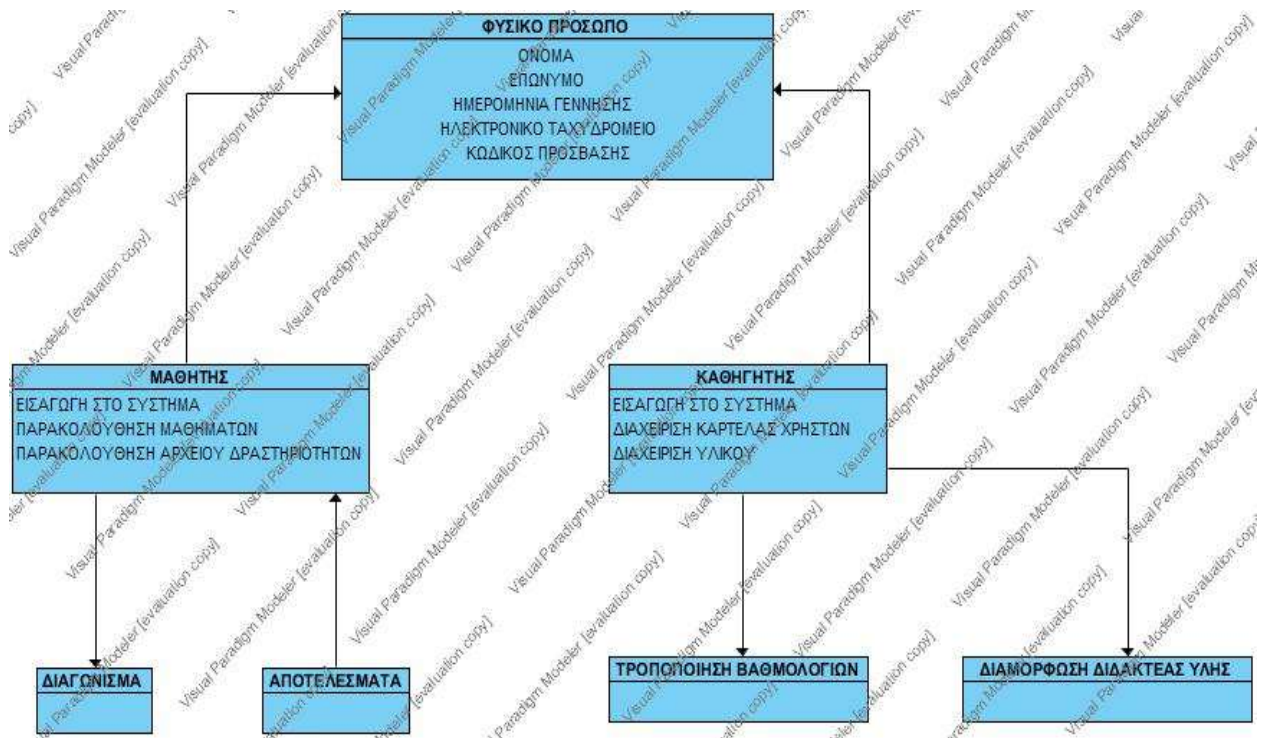 ΦΥΣΙΚΟ ΠΡΟΣΩΠΟ
ΟΝΟΜΑ
ΕΠΩΝΥΜΟ
ΗΜΕΡΟΜΗΝΙΑ ΓΕΝΝΗΣΗΣ
ΗΛΕΚΤΡΟΝΙΚΟ ΤΑΧΥΔΡΟΜΕΙΟ
ΚΩΔΙΚΟΣ ΠΡΟΣΒΑΣΗΣ
ΜΑΘΗΤΗΣ
ΕΙΣΑΓΩΓΗ ΣΤΟ ΣΥΣΤΗΜΑ
ΠΑΡΑΚΟΛΟΥΘΗΣΗ ΜΑΘΗΜΑΤΩΝ
ΠΑΡΑΚΟΛΟΥΘΗΣΗ ΑΡΧΕΙΟΥ ΔΡΑΣΤΗΡΙΟΤΗΤΩΝ
ΚΑΘΗΓΗΤΗΣ
ΕΙΣΑΓΩΓΗ ΣΤΟ ΣΥΣΤΗΜΑ
ΔΙΑΧΕΙΡΙΣΗ ΚΑΡΤΕΛΑΣ ΧΡΗΣΤΩΝ
ΔΙΑΧΕΙΡΙΣΗ ΥΛΙΚΟΥ
ΔΙΑΓΩΝΙΣΜΑ
ΑΠΟΤΕΛΕΣΜΑΤΑ
ΤΡΟΠΟΠΟΙΗΣΗ ΒΑΘΜΟΛΟΓΙΩΝ
ΔΙΑΜΟΡΦΩΣΗ ΔΙΔΑΚΤΕΑΣ ΥΛΗΣ
Visual Paradigm Modeler [evaluation copy]